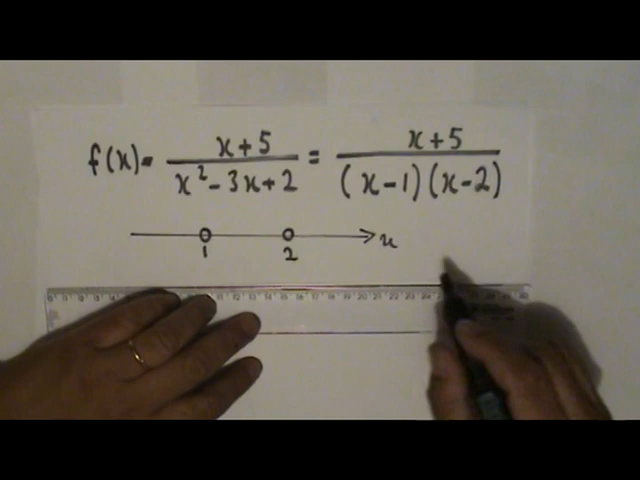 f(x) = x+5 / x² - 3x + 2 = x+5 / (x-1)(x-2)
x
1 2